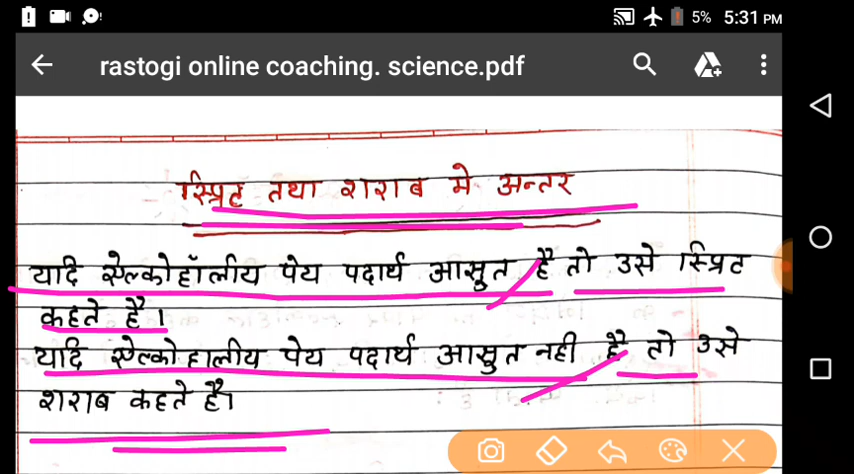 5% 5:31 PM
rastogi online coaching. science.pdf
स्प्रिट तथा शराब मे अन्तर
यादि ऐल्कोहॉलीय पेय पदार्थ आसुत है तो उसे स्प्रिट
कहते है।
यादि ऐल्कोहालीय पेय पदार्थ आसुत नही है तो उसे
शराब कहते है।